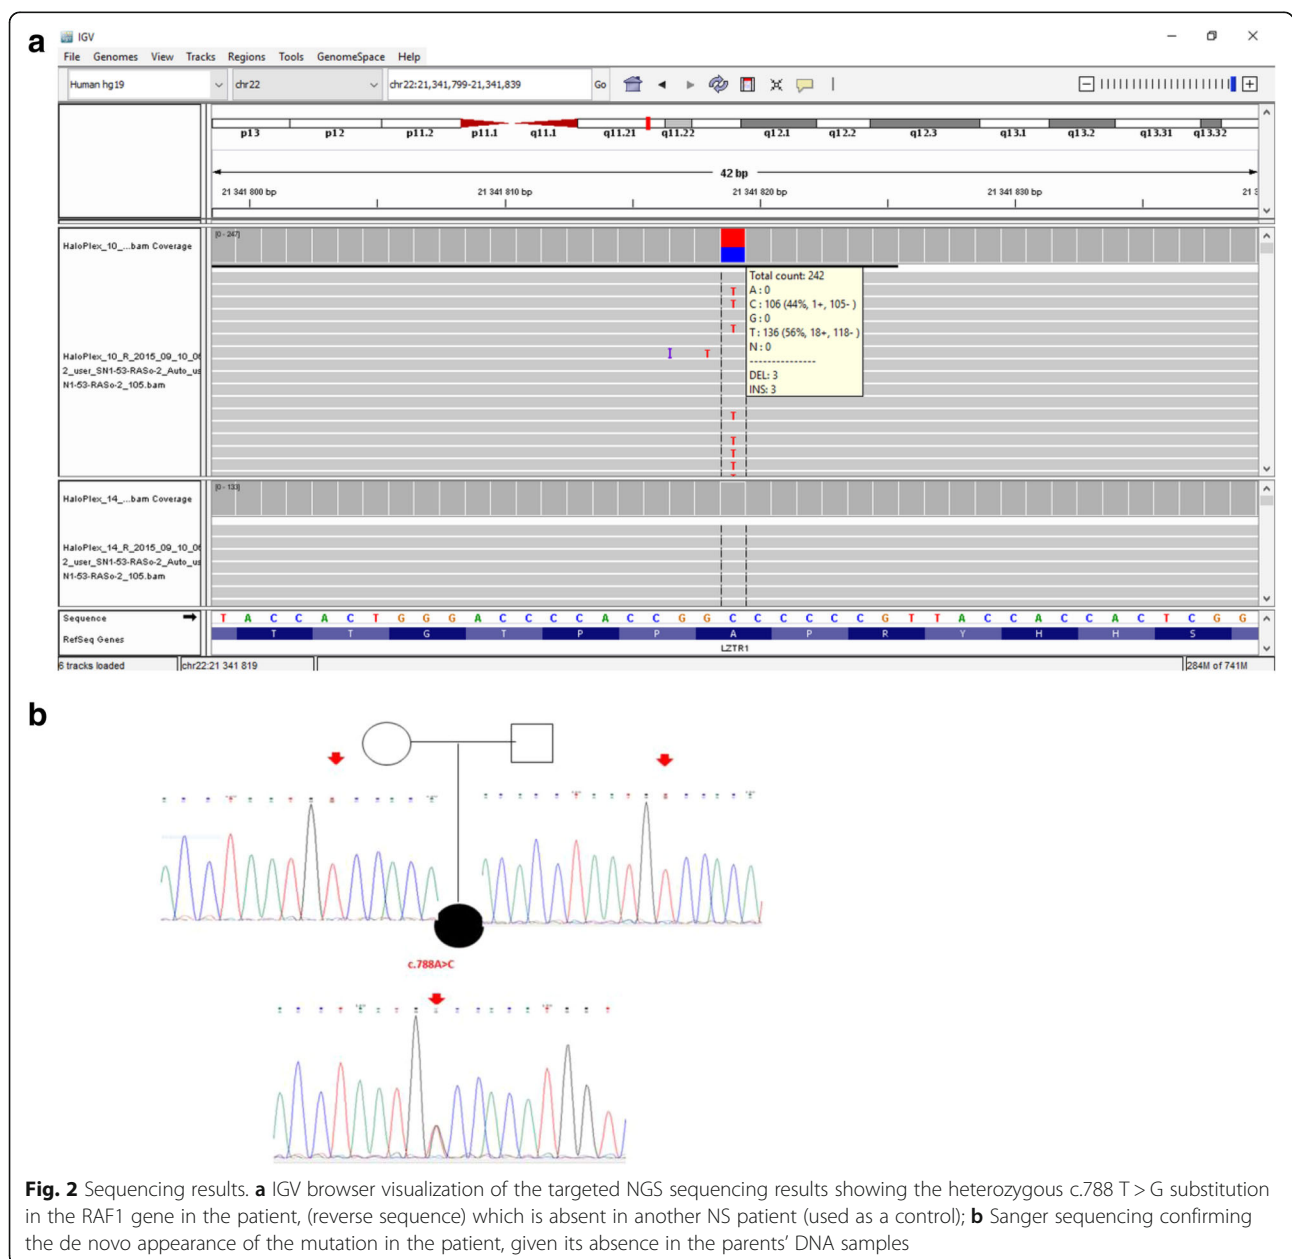 a
IGV
File Genomes View Tracks Regions Tools GenomeSpace Help
Human hg19 chr22 chr22:21,341,799-21,341,839 Go
p13 p12 p11.2 p11.1 q11.1 q11.21 q11.22 q12.1 q12.2 q12.3 q13.1 q13.2 q13.31 q13.32
42 bp
21 341 800 bp 21 341 810 bp 21 341 820 bp 21 341 830 bp 21 3
HaloPlex_10_...bam Coverage
[0 - 247]
Total count: 242
A : 0
C : 106 (44%, 1+, 105- )
G : 0
T : 136 (56%, 18+, 118- )
N : 0
---------------
DEL: 3
INS: 3
T
T
T
I T
T
T
T
T
HaloPlex_10_R_2015_09_10_0
2_user_SN1-53-RASo-2_Auto_us
N1-53-RASo-2_105.bam
HaloPlex_14_...bam Coverage
[0 - 133]
HaloPlex_14_R_2015_09_10_0
2_user_SN1-53-RASo-2_Auto_us
N1-53-RASo-2_105.bam
Sequence T A C C A C T G G G A C C C C A C C G G C C C C C C G T T A C C A C C A C T C G G
RefSeq Genes T T G T P P A P R Y H H S
LZTR1
6 tracks loaded chr22:21 341 819 284M of 741M
b
c.788A>C
Fig. 2 Sequencing results. a IGV browser visualization of the targeted NGS sequencing results showing the heterozygous c.788 T > G substitution
in the RAF1 gene in the patient, (reverse sequence) which is absent in another NS patient (used as a control); b Sanger sequencing confirming
the de novo appearance of the mutation in the patient, given its absence in the parents' DNA samples